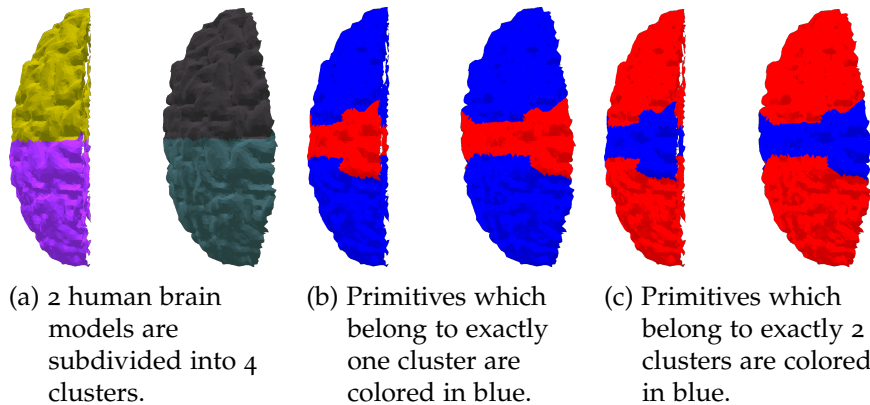 (a) 2 human brain
models are
subdivided into 4
clusters.
(b) Primitives which
belong to exactly
one cluster are
colored in blue.
(c) Primitives which
belong to exactly 2
clusters are colored
in blue.